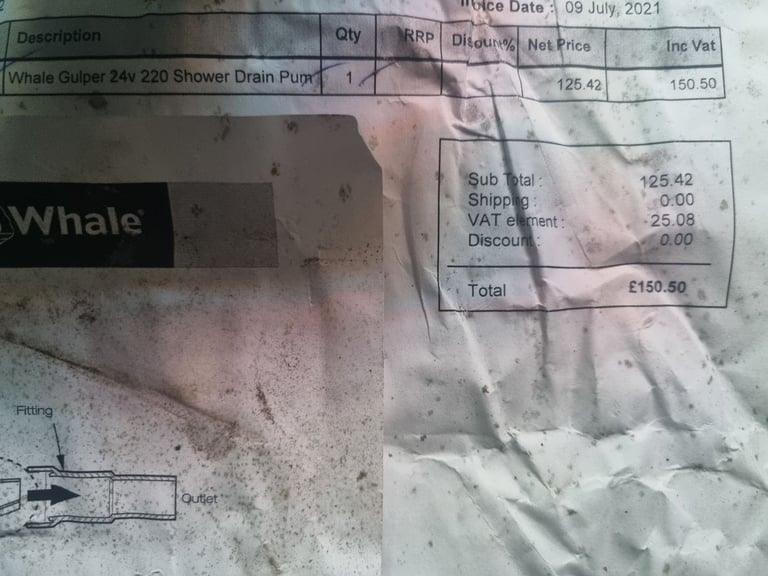 Invoice Date : 09 July, 2021
Description Qty RRP Discount% Net Price Inc Vat
Whale Gulper 24v 220 Shower Drain Pum 1 125.42 150.50
Sub Total : 125.42
Shipping : 0.00
VAT element : 25.08
Discount : 0.00
Total £150.50
Whale®
Fitting
Outlet